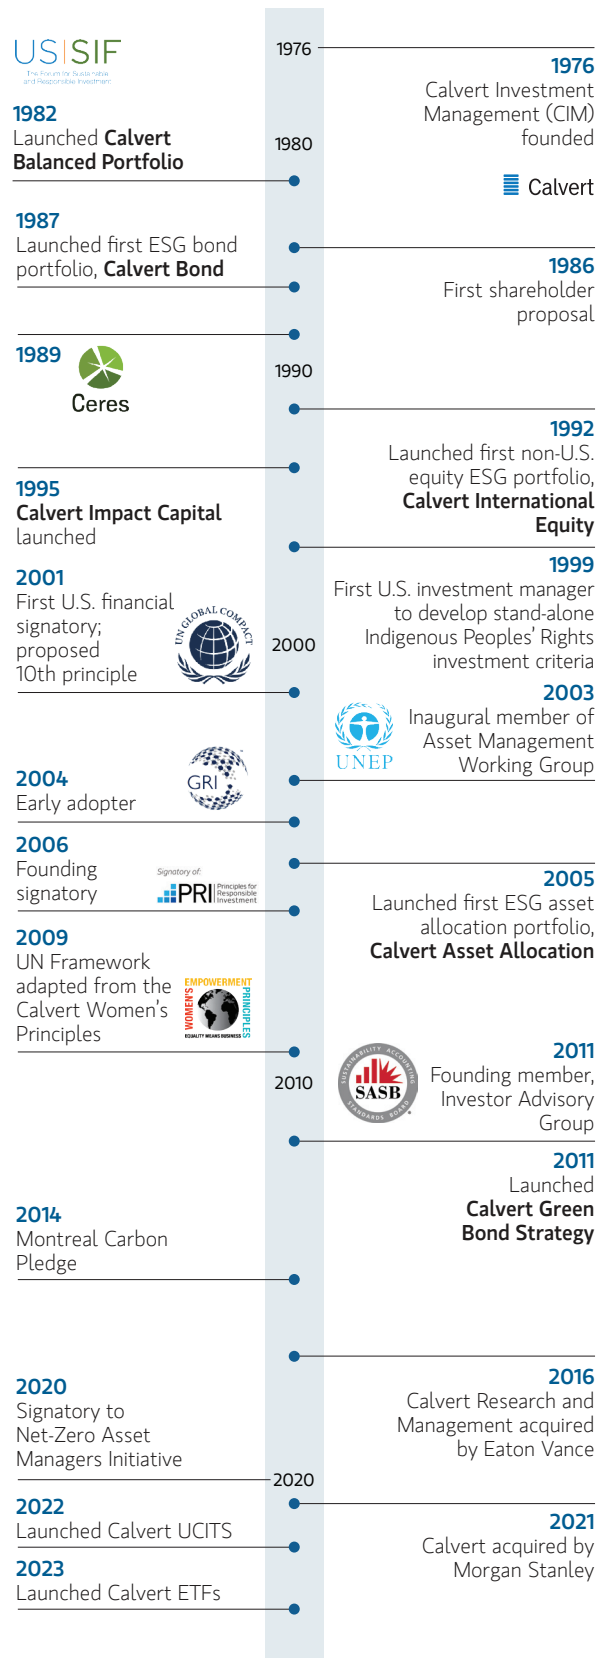 US|SIF
The Forum for Sustainable
and Responsible Investment
1976
1976
Calvert Investment
Management (CIM)
founded
Calvert
1982
Launched Calvert
Balanced Portfolio
1980
1987
Launched first ESG bond
portfolio, Calvert Bond
1986
First shareholder
proposal
1989
Ceres
1990
1992
Launched first non-U.S.
equity ESG portfolio,
Calvert International
Equity
1995
Calvert Impact Capital
launched
1999
First U.S. investment manager
to develop stand-alone
Indigenous Peoples’ Rights
investment criteria
2001
First U.S. financial
signatory;
proposed
10th principle
UN GLOBAL COMPACT
2000
2003
Inaugural member of
Asset Management
Working Group
UNEP
2004
Early adopter
GRI
2006
Founding
signatory
Signatory of:
PRI Principles for
Responsible
Investment
2005
Launched first ESG asset
allocation portfolio,
Calvert Asset Allocation
2009
UN Framework
adapted from the
Calvert Women’s
Principles
WOMEN'S
EMPOWERMENT
PRINCIPLES
EQUALITY MEANS BUSINESS
2010
2011
Founding member,
Investor Advisory
Group
SUSTAINABILITY ACCOUNTING
SASB
STANDARDS BOARD
2011
Launched
Calvert Green
Bond Strategy
2014
Montreal Carbon
Pledge
2016
Calvert Research and
Management acquired
by Eaton Vance
2020
Signatory to
Net-Zero Asset
Managers Initiative
2020
2021
Calvert acquired by
Morgan Stanley
2022
Launched Calvert UCITS
2023
Launched Calvert ETFs